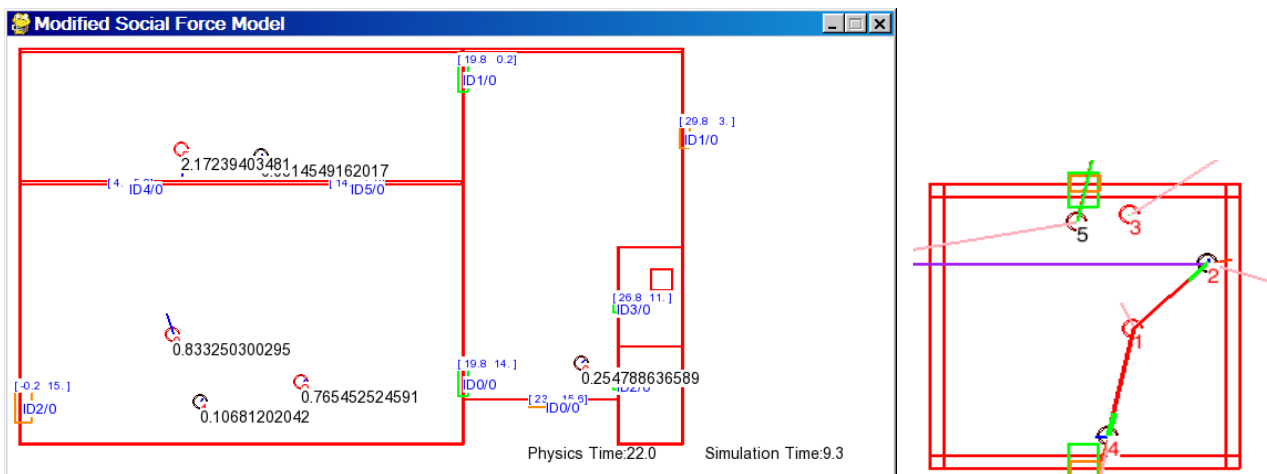 Modified Social Force Model
[ 19.8 0.2]
ID1/0
[ 29.8 3. ]
ID1/0
2.17239403481
14549162017
ID4/0
ID5/0
[ 26.8 11. ]
ID3/0
0.833250300295
[ 19.8 14. ]
0.254788636589
[ -0.2 15. ]
0.765452524591
ID0/0
ID2/0
ID2/0
ID0/0
0.10681202042
Physics Time:22.0
Simulation Time:9.3
3
5
2
1
4